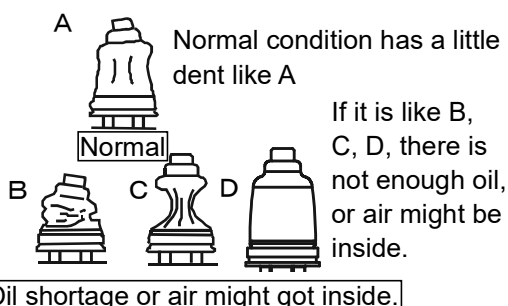 A
Normal condition has a little
dent like A
Normal
If it is like B,
C, D, there is
not enough oil,
or air might be
inside.
B
C
D
Oil shortage or air might got inside.